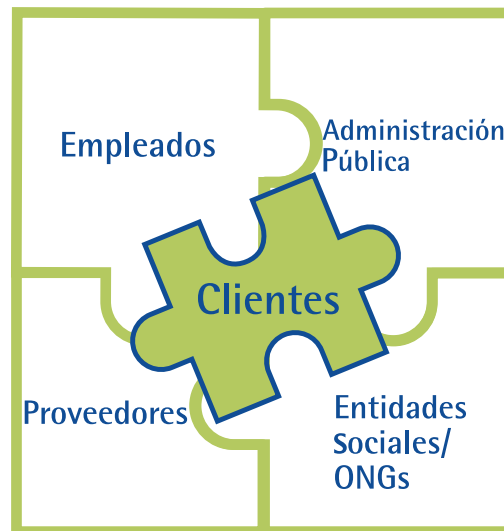 Empleados
Administración
Pública
Clientes
Proveedores
Entidades
Sociales/
ONGs